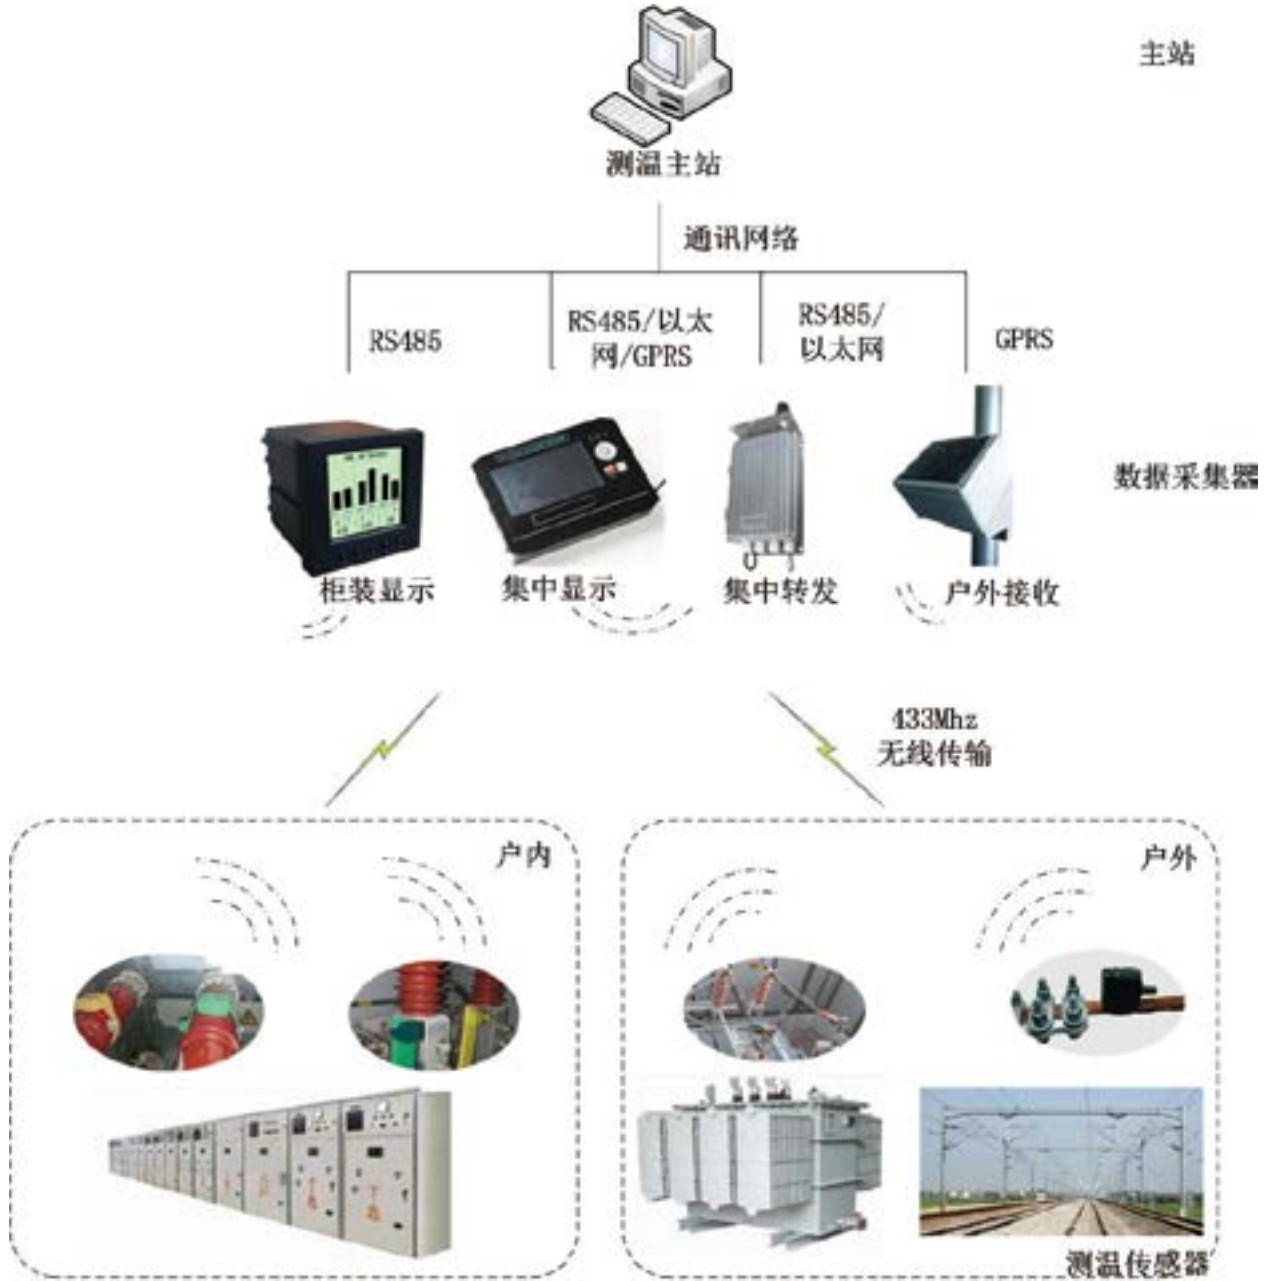 主站
测温主站
通讯网络
RS485
RS485/以太
网/GPRS
RS485/
以太网
GPRS
数据采集器
柜装显示
集中显示
集中转发
户外接收
433Mhz
无线传输
户内
户外
测温传感器